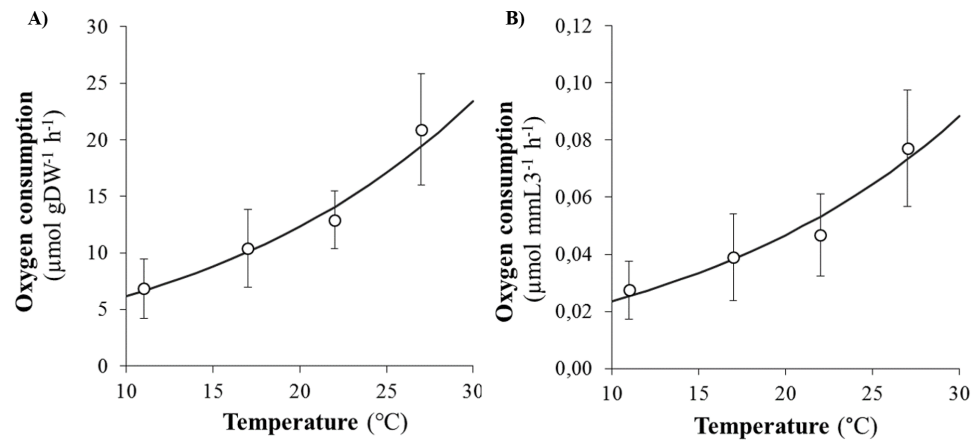 A)
Oxygen consumption
(μmol gDW⁻¹ h⁻¹)
30
25
20
15
10
5
0
10 15 20 25 30
Temperature (°C)
B)
Oxygen consumption
(μmol mmL3⁻¹ h⁻¹)
0,12
0,10
0,08
0,06
0,04
0,02
0,00
10 15 20 25 30
Temperature (°C)